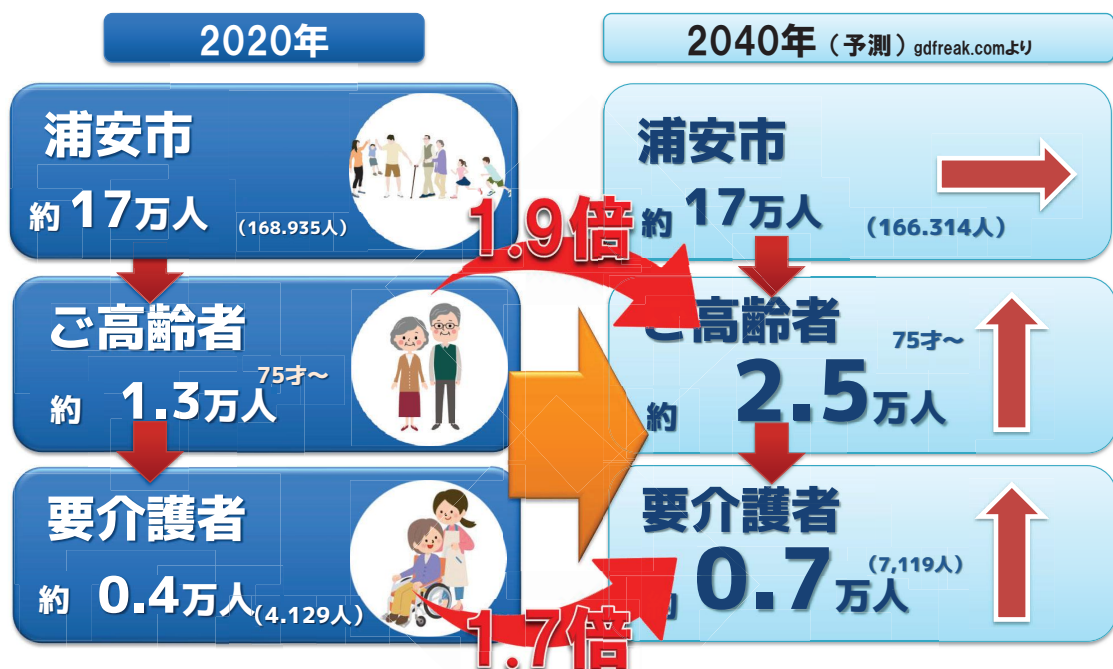 2020年
浦安市
約 17万人 (168.935人)
ご高齢者
75才～
約 1.3万人
要介護者
約 0.4万人 (4.129人)
1.9倍
1.7倍
2040年（予測）gdfreak.comより
浦安市
約 17万人 (166.314人)
ご高齢者
75才～
約 2.5万人
要介護者
約 0.7万人 (7,119人)